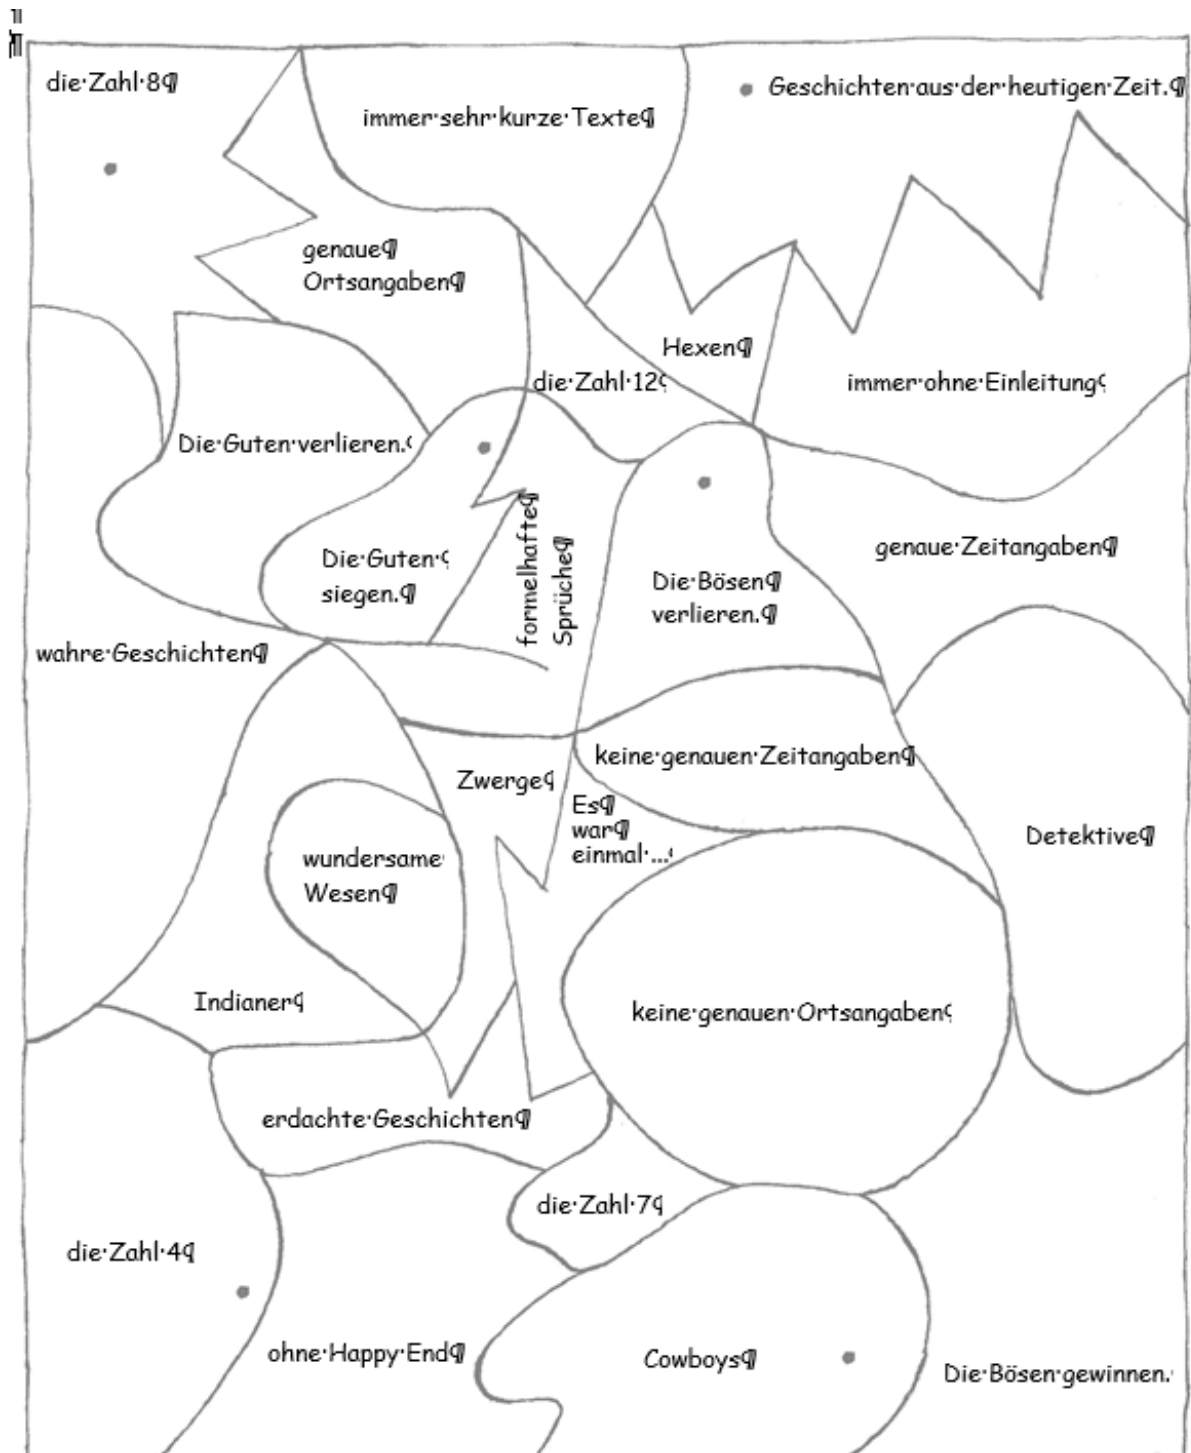 die Zahl 8
Geschichten aus der heutigen Zeit.
immer sehr kurze Texte
genaue
Ortsangaben
Hexen
die Zahl 12
immer ohne Einleitung
Die Guten verlieren.
formelhafte
Sprüche
genaue Zeitangaben
Die Guten
siegen.
Die Bösen
verlieren.
wahre Geschichten
keine genauen Zeitangaben
Zwerge
Es
war
einmal ...
Detektive
wundersame
Wesen
Indianer
keine genauen Ortsangaben
erdachte Geschichten
die Zahl 7
die Zahl 4
ohne Happy End
Cowboys
Die Bösen gewinnen.